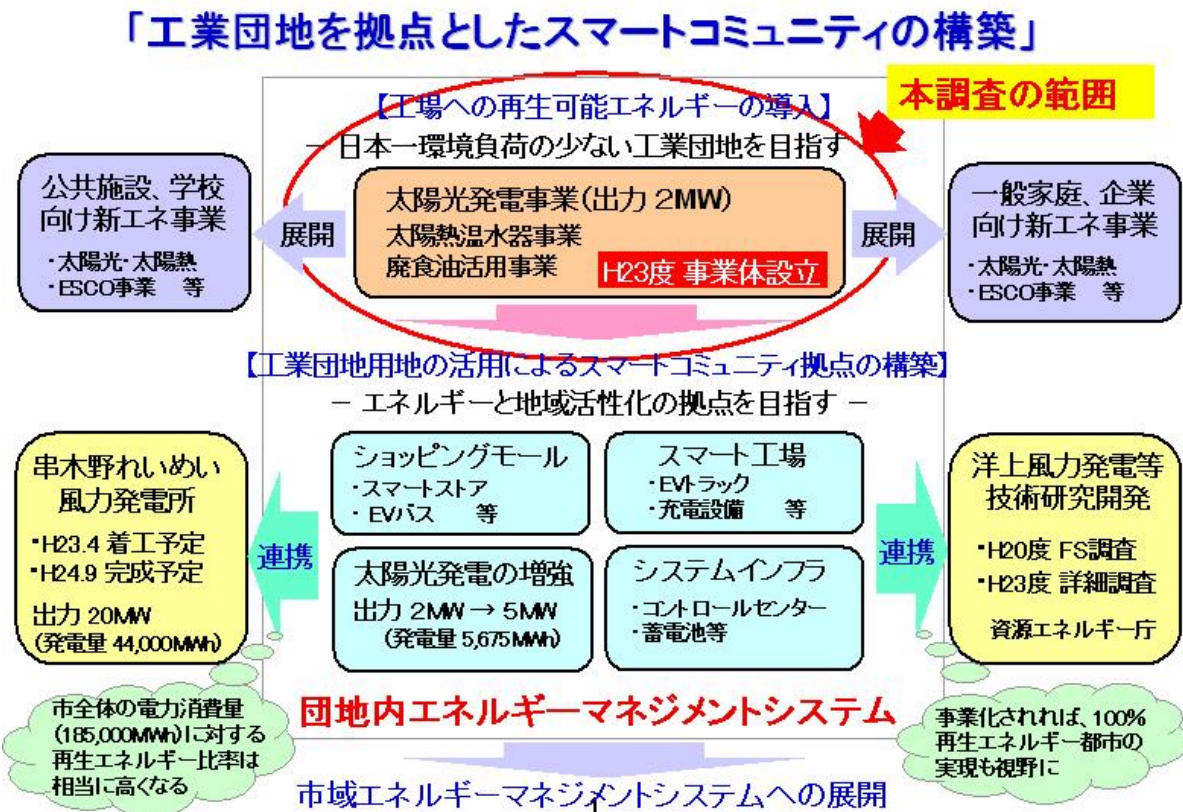 「工業団地を拠点としたスマートコミュニティの構築」
本調査の範囲
【工場への再生可能エネルギーの導入】
－ 日本一環境負荷の少ない工業団地を目指す －
公共施設、学校
向け新エネ事業
・太陽光・太陽熱
・ESCO事業　等
展開
太陽光発電事業(出力 2MW)
太陽熱温水器事業
廃食油活用事業
H23度 事業体設立
展開
一般家庭、企業
向け新エネ事業
・太陽光・太陽熱
・ESCO事業　等
【工業団地用地の活用によるスマートコミュニティ拠点の構築】
－ エネルギーと地域活性化の拠点を目指す －
串木野れいめい
風力発電所
・H23.4 着工予定
・H24.9 完成予定
出力 20MW
(発電量 44,000MWh)
連携
ショッピングモール
・スマートストア
・EVバス　等
スマート工場
・EVトラック
・充電設備　等
太陽光発電の増強
出力 2MW → 5MW
(発電量 5,675MWh)
システムインフラ
・コントロールセンター
・蓄電池等
連携
洋上風力発電等
技術研究開発
・H20度 FS調査
・H23度 詳細調査
資源エネルギー庁
市全体の電力消費量
(185,000MWh)に対する
再生エネルギー比率は
相当に高くなる
団地内エネルギーマネジメントシステム
事業化されれば、100%
再生エネルギー都市の
実現も視野に
市域エネルギーマネジメントシステムへの展開
1